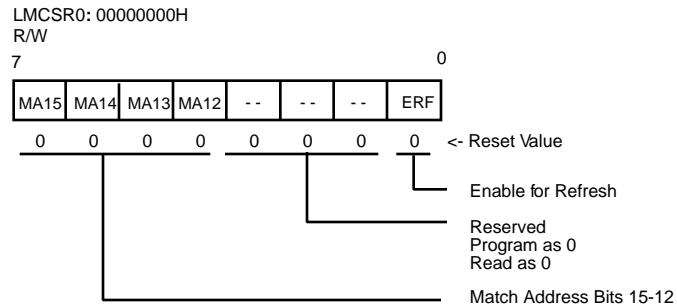 LMCSR0: 00000000H
R/W
7 0
MA15 MA14 MA13 MA12 -- -- -- ERF
0 0 0 0 0 0 0 0 <- Reset Value
Enable for Refresh
Reserved
Program as 0
Read as 0
Match Address Bits 15-12